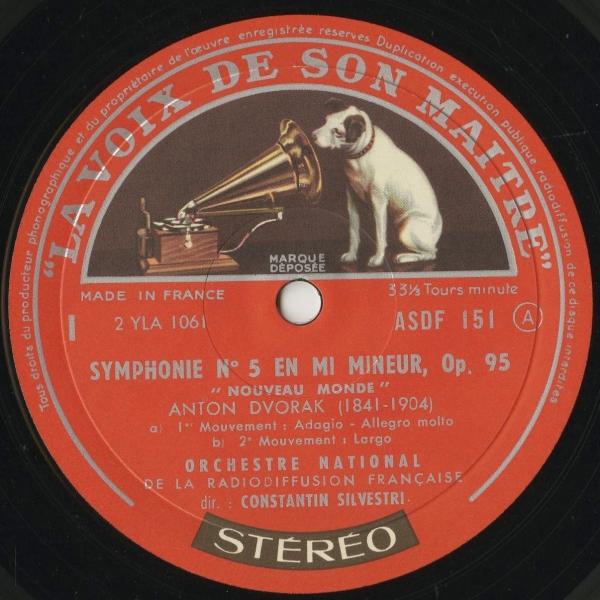 Tous droits du producteur phonographique et du propriétaire de l'œuvre enregistrée réservés Duplication exécution publique radiodiffusion de ce disque interdites
"LA VOIX DE SON MAITRE"
MARQUE
DÉPOSÉE
MADE IN FRANCE
33⅓ Tours minute
I
2 YLA 1061
ASDF 151 A
SYMPHONIE N° 5 EN MI MINEUR, Op. 95
"NOUVEAU MONDE"
ANTON DVORAK (1841-1904)
a) 1er Mouvement : Adagio - Allegro molto
b) 2e Mouvement : Largo
ORCHESTRE NATIONAL
DE LA RADIODIFFUSION FRANÇAISE
dir. : CONSTANTIN SILVESTRI.
STÉRÉO